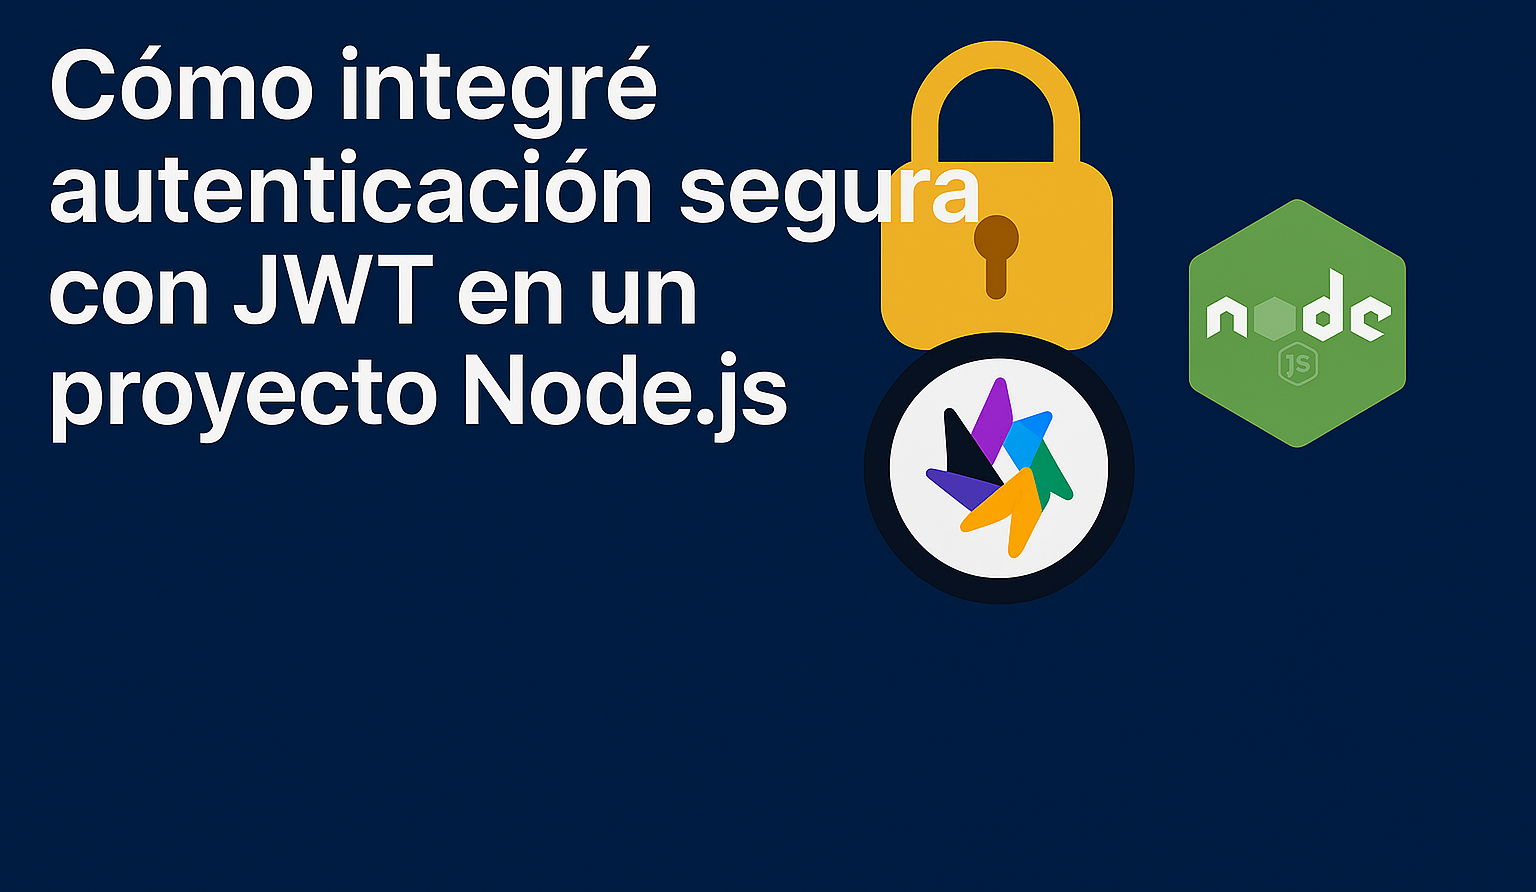 Cómo integré
autenticación segura
con JWT en un
proyecto Node.js
node
JS